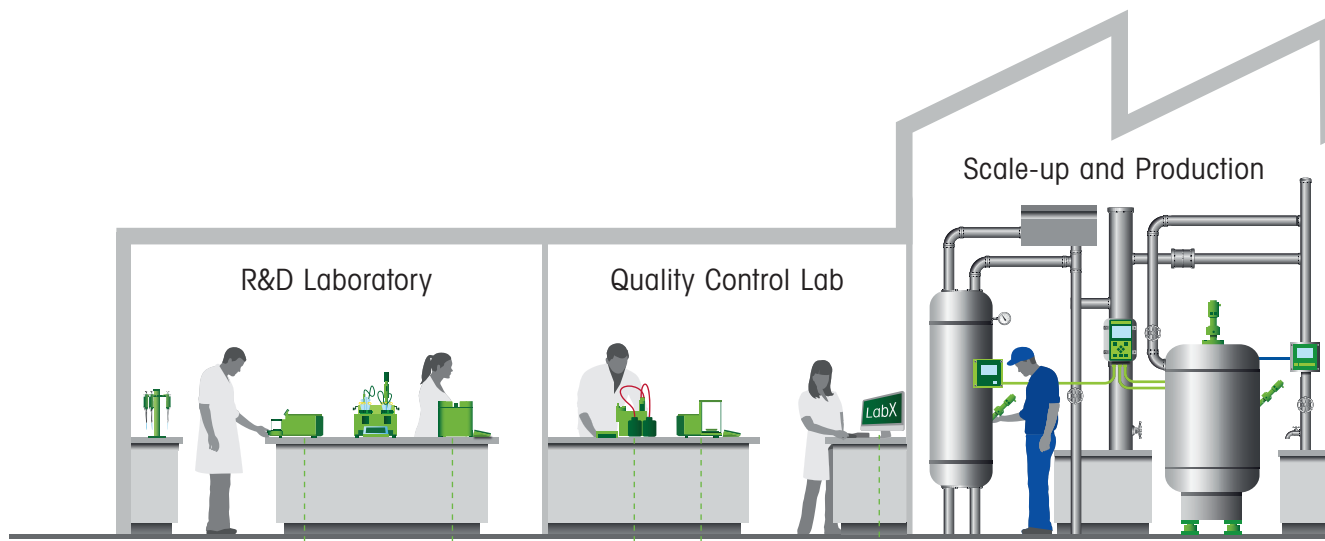 Scale-up and Production
R&D Laboratory
Quality Control Lab
LabX